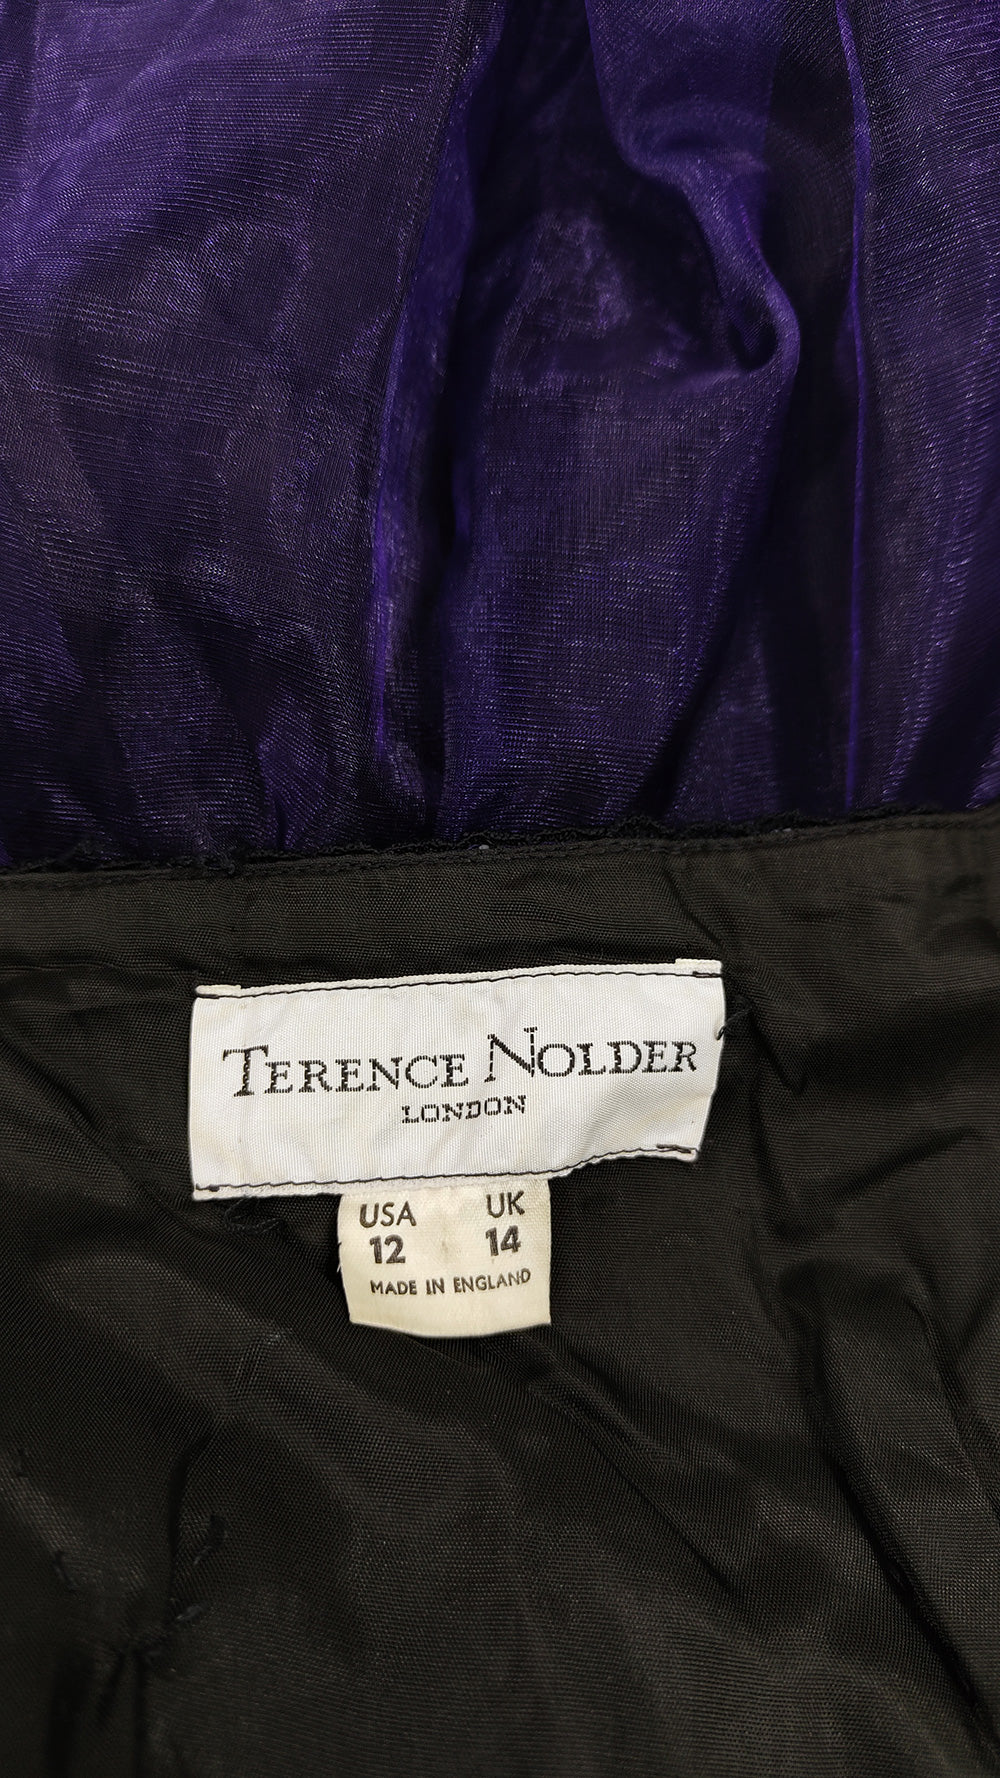 TERENCE NOLDER
LONDON
USA UK
12 14
MADE IN ENGLAND